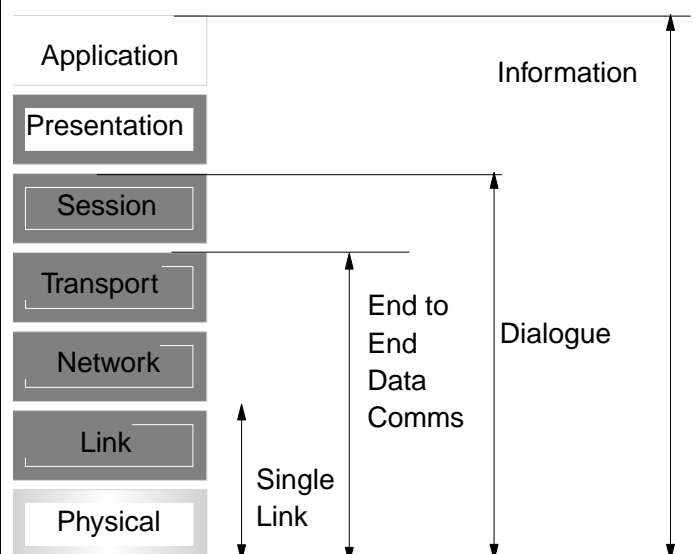 Application
Presentation
Session
Transport
Network
Link
Physical
Single
Link
End to
End
Data
Comms
Dialogue
Information